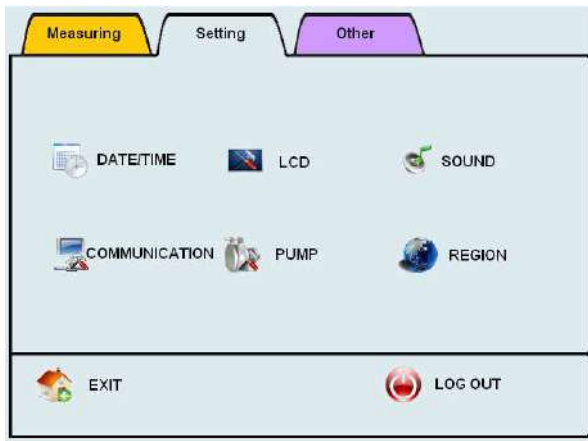 Measuring Setting Other
DATE/TIME LCD SOUND
COMMUNICATION PUMP REGION
EXIT LOG OUT